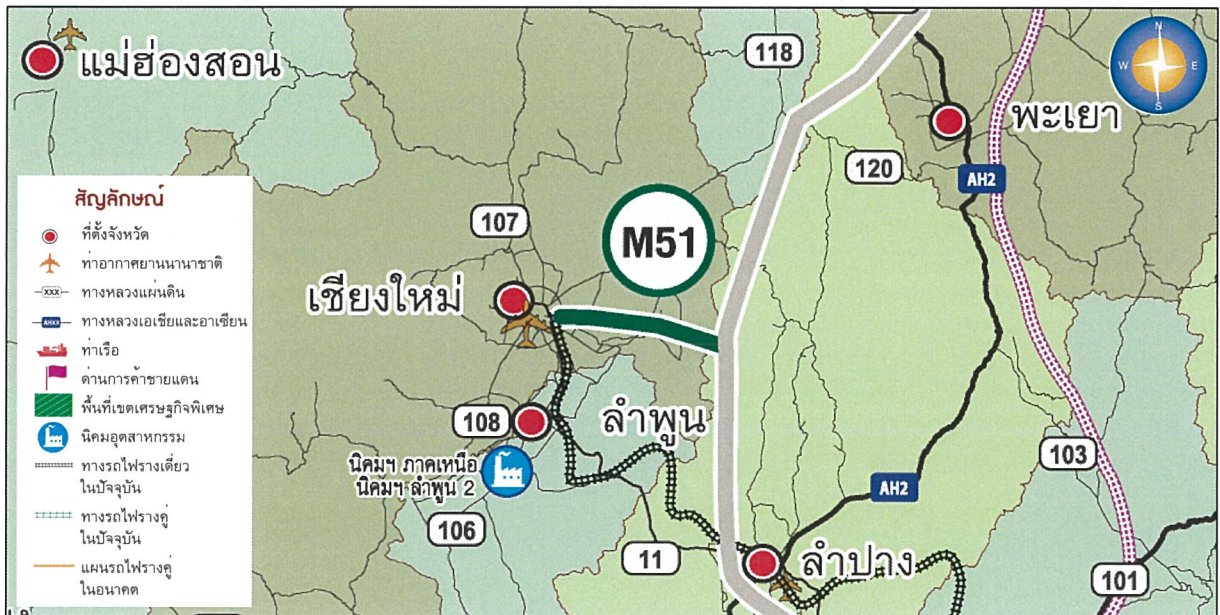 แม่ฮ่องสอน
118
N
W E
S
พะเยา
120
AH2
สัญลักษณ์
ที่ตั้งจังหวัด
ท่าอากาศยานนานาชาติ
XXX ทางหลวงแผ่นดิน
AHXX ทางหลวงเอเชียและอาเซียน
ท่าเรือ
ด่านการค้าชายแดน
พื้นที่เขตเศรษฐกิจพิเศษ
นิคมอุตสาหกรรม
ทางรถไฟรางเดี่ยว
ในปัจจุบัน
ทางรถไฟรางคู่
ในปัจจุบัน
แผนรถไฟรางคู่
ในอนาคต
107
M51
เชียงใหม่
108
ลำพูน
นิคมฯ ภาคเหนือ
นิคมฯ ลำพูน 2
103
AH2
106
11
ลำปาง
101